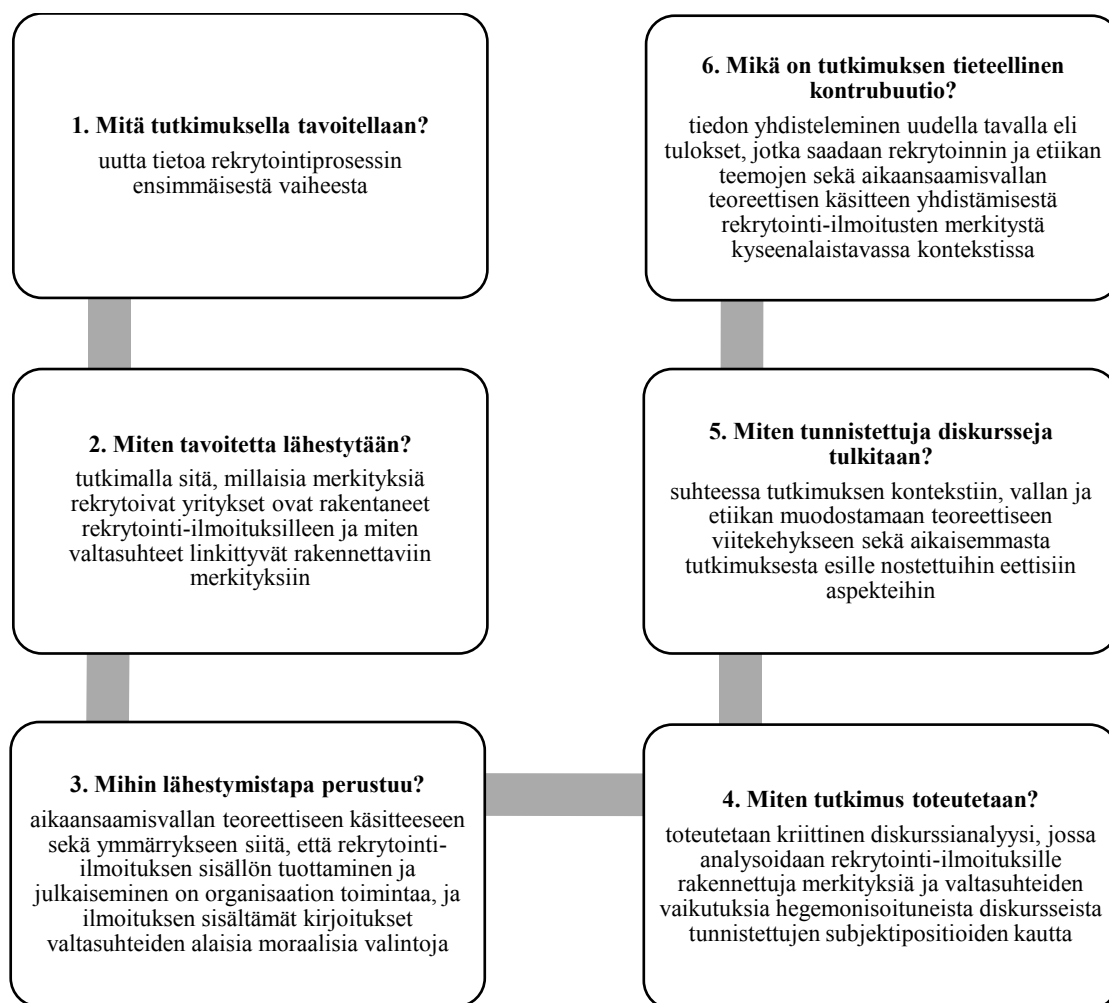 1. Mitä tutkimuksella tavoitellaan?
uutta tietoa rekrytointiprosessin
ensimmäisestä vaiheesta
2. Miten tavoitetta lähestytään?
tutkimalla sitä, millaisia merkityksiä
rekrytoivat yritykset ovat rakentaneet
rekrytointi-ilmoituksilleen ja miten
valtasuhteet linkittyvät rakennettaviin
merkityksiin
3. Mihin lähestymistapa perustuu?
aikaansaamisvallan teoreettiseen käsitteeseen
sekä ymmärrykseen siitä, että rekrytointi-
ilmoituksen sisällön tuottaminen ja
julkaiseminen on organisaation toimintaa, ja
ilmoituksen sisältämät kirjoitukset
valtasuhteiden alaisia moraalisia valintoja
4. Miten tutkimus toteutetaan?
toteutetaan kriittinen diskurssianalyysi, jossa
analysoidaan rekrytointi-ilmoituksille
rakennettuja merkityksiä ja valtasuhteiden
vaikutuksia hegemonisoituneista diskursseista
tunnistettujen subjektipositioiden kautta
5. Miten tunnistettuja diskursseja
tulkitaan?
suhteessa tutkimuksen kontekstiin, vallan ja
etiikan muodostamaan teoreettiseen
viitekehykseen sekä aikaisemmasta
tutkimuksesta esille nostettuihin eettisiin
aspekteihin
6. Mikä on tutkimuksen tieteellinen
kontrubuutio?
tiedon yhdisteleminen uudella tavalla eli
tulokset, jotka saadaan rekrytoinnin ja etiikan
teemojen sekä aikaansaamisvallan
teoreettisen käsitteen yhdistämisestä
rekrytointi-ilmoitusten merkitystä
kyseenalaistavassa kontekstissa